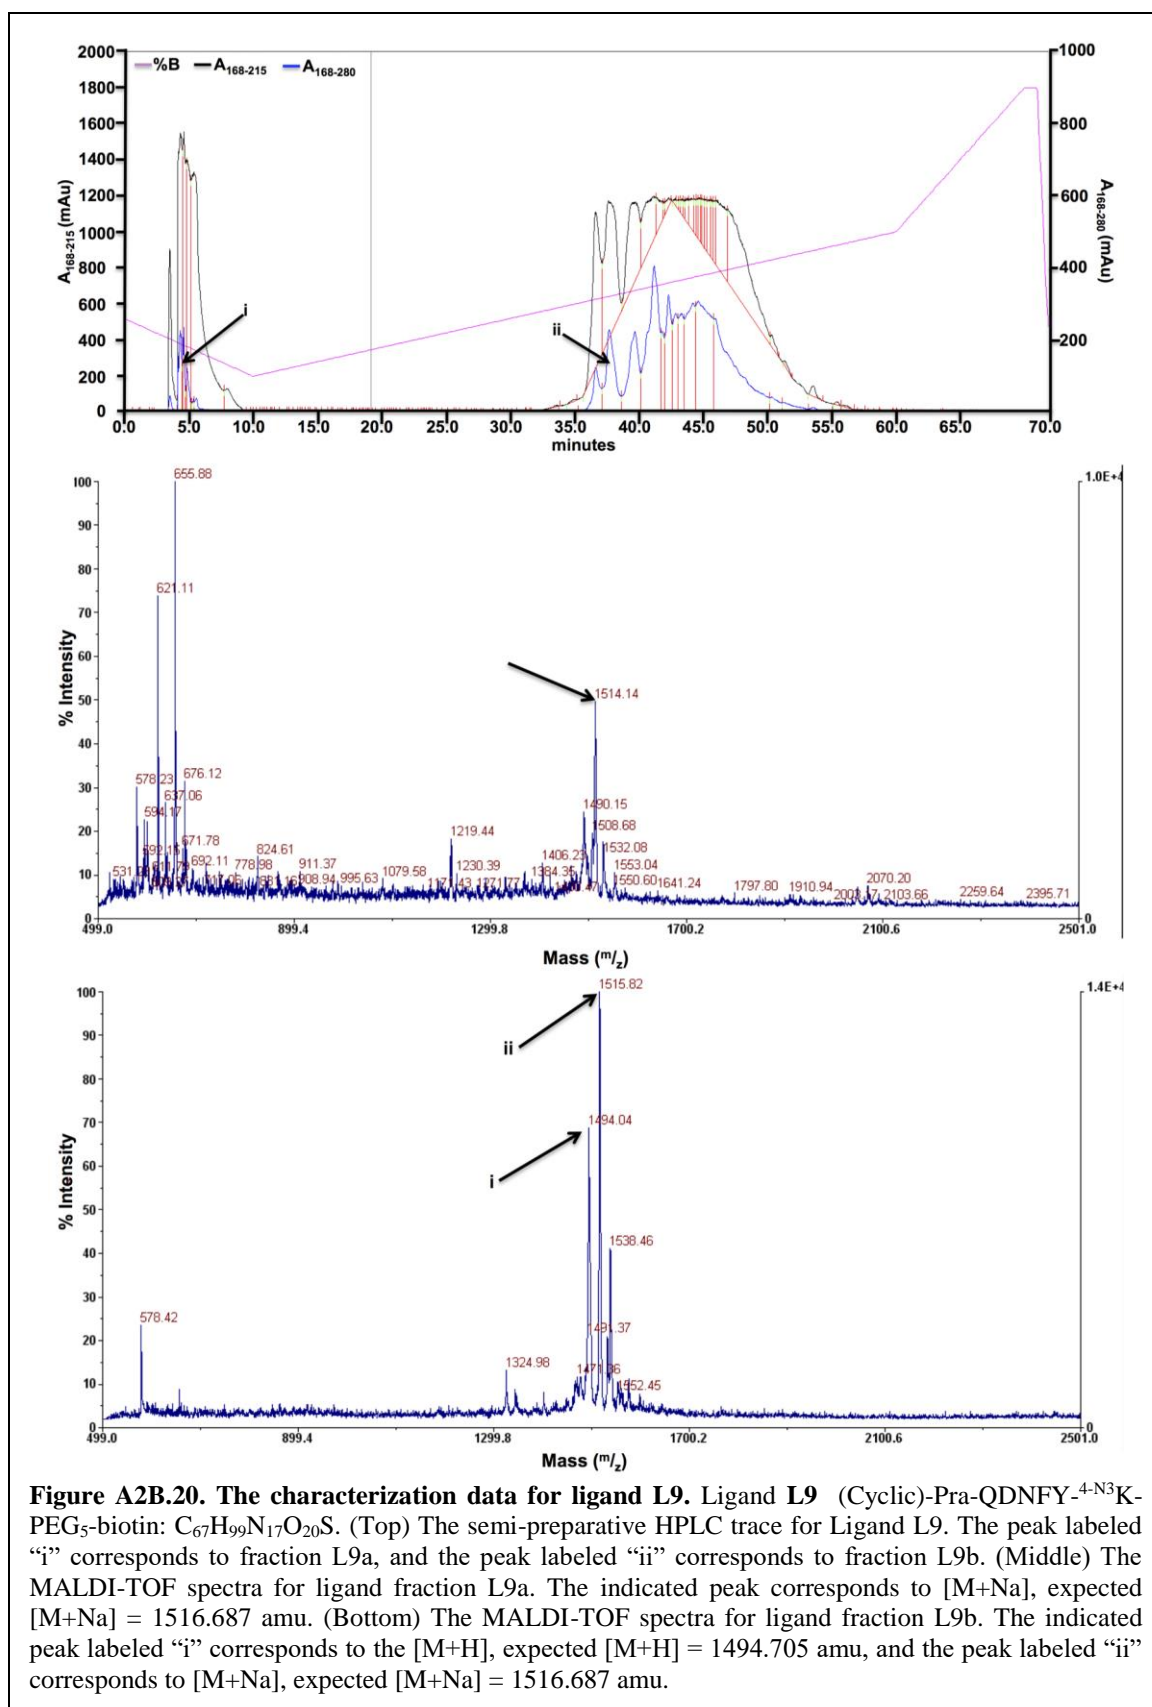 %B A168-215 A168-280
2000 1000
1800
1600 800
1400
1200 600
1000
800 400
600
400 200
200
0
A168-215 (mAu)
A168-280 (mAu)
i
ii
0.0 5.0 10.0 15.0 20.0 25.0 30.0 35.0 40.0 45.0 50.0 55.0 60.0 65.0 70.0
minutes
655.88
100 1.0E+4
90
80
621.11
70
60
1514.14
50
40
676.12
578.23
30
637.06
1490.15
594.17
1508.68
20
671.78 1219.44 1532.08
824.61 1406.23
692.11 778.98 911.37 1230.39 1384.35 1553.04
10
908.94 995.63 1079.58 1550.60 1641.24 1797.80 1910.94 2070.20 2103.66 2259.64 2395.71
0 0
499.0 899.4 1299.8 1700.2 2100.6 2501.0
% Intensity
Mass (m/z)
1515.82
100 1.4E+4
90
ii
80
70
1494.04
60
i
50
40
1538.46
30
578.42
1491.37
20
1324.98
1471.36
1552.45
10
0 0
499.0 899.4 1299.8 1700.2 2100.6 2501.0
% Intensity
Mass (m/z)
Figure A2B.20. The characterization data for ligand L9. Ligand L9 (Cyclic)-Pra-QDNFY-4-N3K-
PEG5-biotin: C67H99N17O20S. (Top) The semi-preparative HPLC trace for Ligand L9. The peak labeled
“i” corresponds to fraction L9a, and the peak labeled “ii” corresponds to fraction L9b. (Middle) The
MALDI-TOF spectra for ligand fraction L9a. The indicated peak corresponds to [M+Na], expected
[M+Na] = 1516.687 amu. (Bottom) The MALDI-TOF spectra for ligand fraction L9b. The indicated
peak labeled “i” corresponds to the [M+H], expected [M+H] = 1494.705 amu, and the peak labeled “ii”
corresponds to [M+Na], expected [M+Na] = 1516.687 amu.